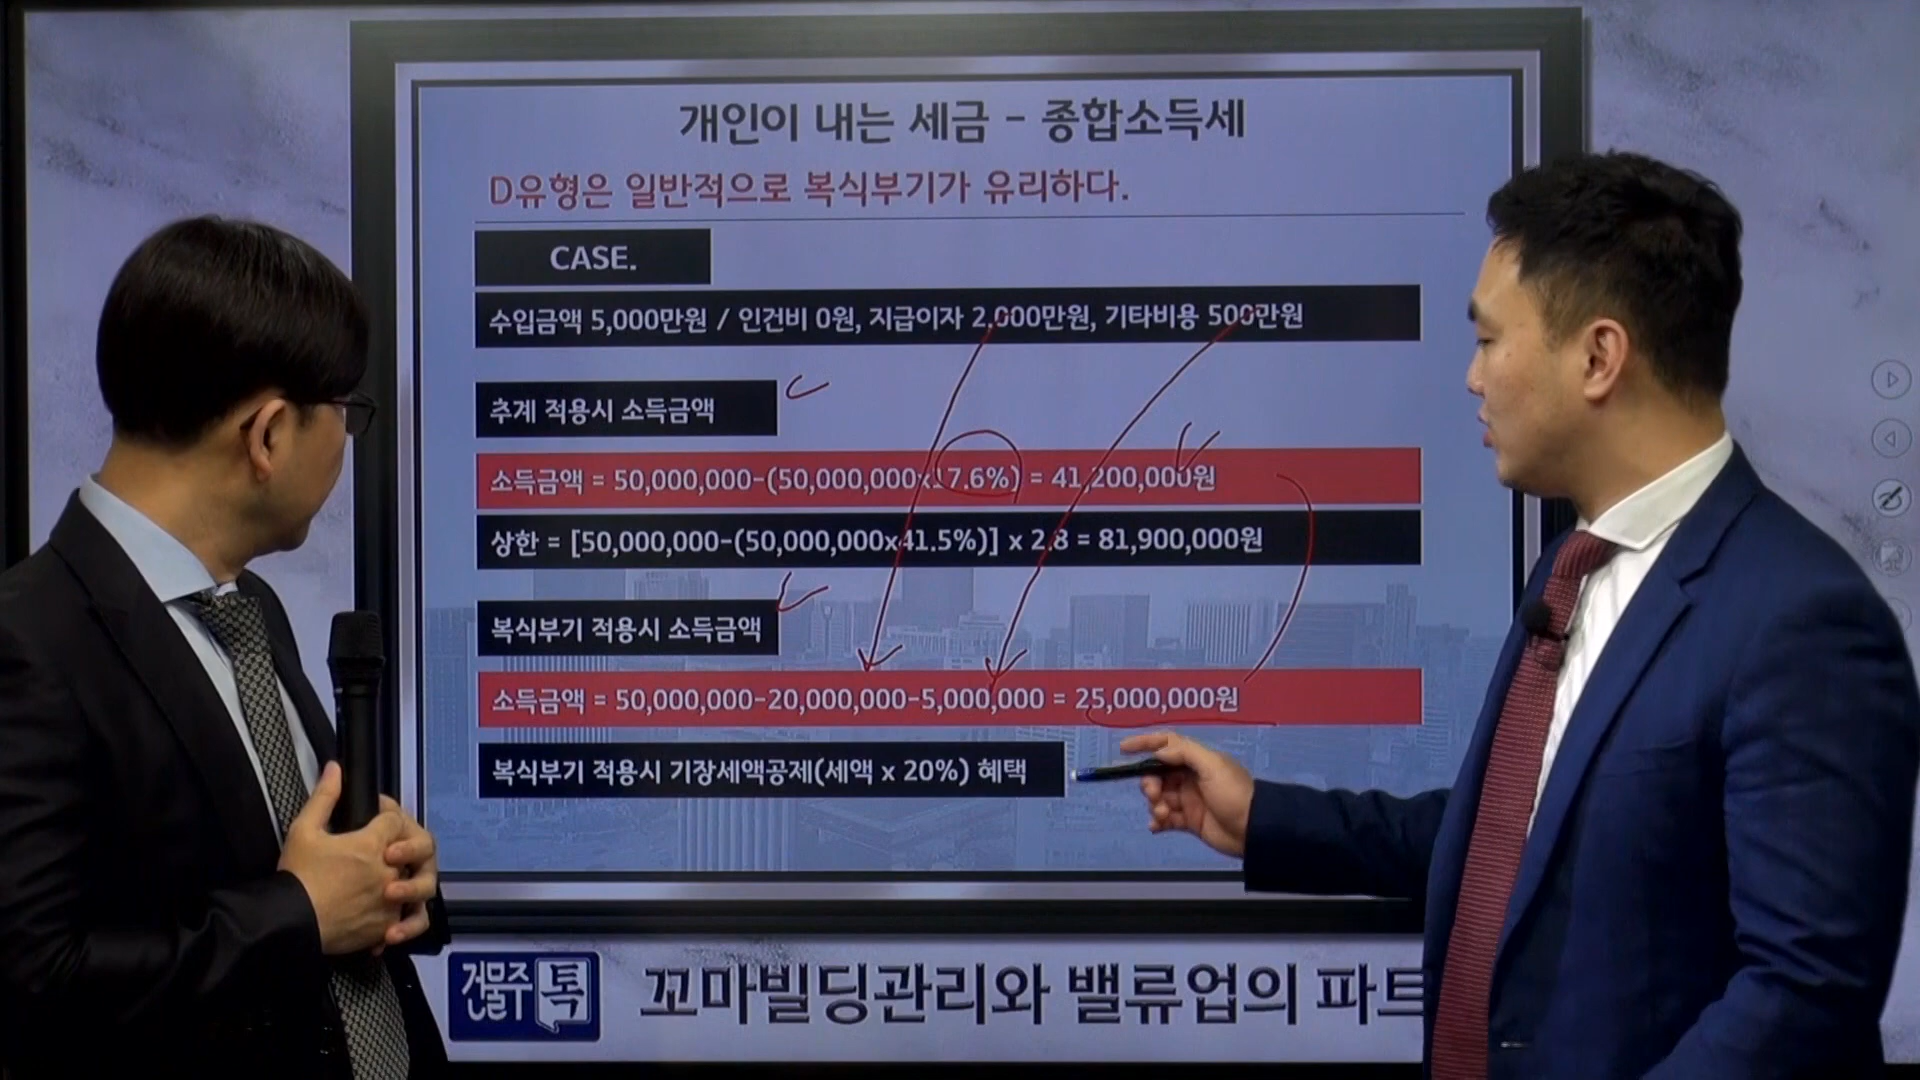 개인이 내는 세금 - 종합소득세
D유형은 일반적으로 복식부기가 유리하다.
CASE.
수입금액 5,000만원 / 인건비 0원, 지급이자 2,000만원, 기타비용 500만원
추계 적용시 소득금액
소득금액 = 50,000,000-(50,000,000x17.6%) = 41,200,000원
상한 = [50,000,000-(50,000,000x41.5%)] x 2.8 = 81,900,000원
복식부기 적용시 소득금액
소득금액 = 50,000,000-20,000,000-5,000,000 = 25,000,000원
복식부기 적용시 기장세액공제(세액 x 20%) 혜택
건물주톡
꼬마빌딩관리와 밸류업의 파트